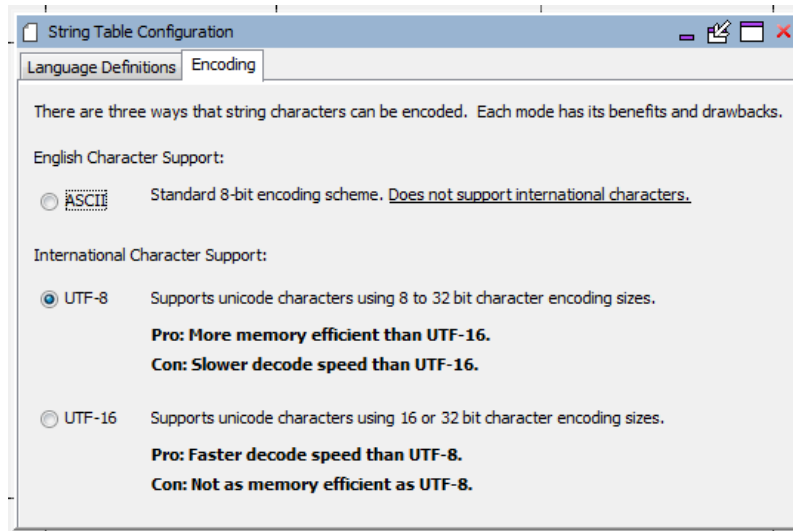 String Table Configuration
Language Definitions Encoding
There are three ways that string characters can be encoded. Each mode has its benefits and drawbacks.
English Character Support:
ASCII Standard 8-bit encoding scheme. Does not support international characters.
International Character Support:
UTF-8 Supports unicode characters using 8 to 32 bit character encoding sizes.
Pro: More memory efficient than UTF-16.
Con: Slower decode speed than UTF-16.
UTF-16 Supports unicode characters using 16 or 32 bit character encoding sizes.
Pro: Faster decode speed than UTF-8.
Con: Not as memory efficient as UTF-8.